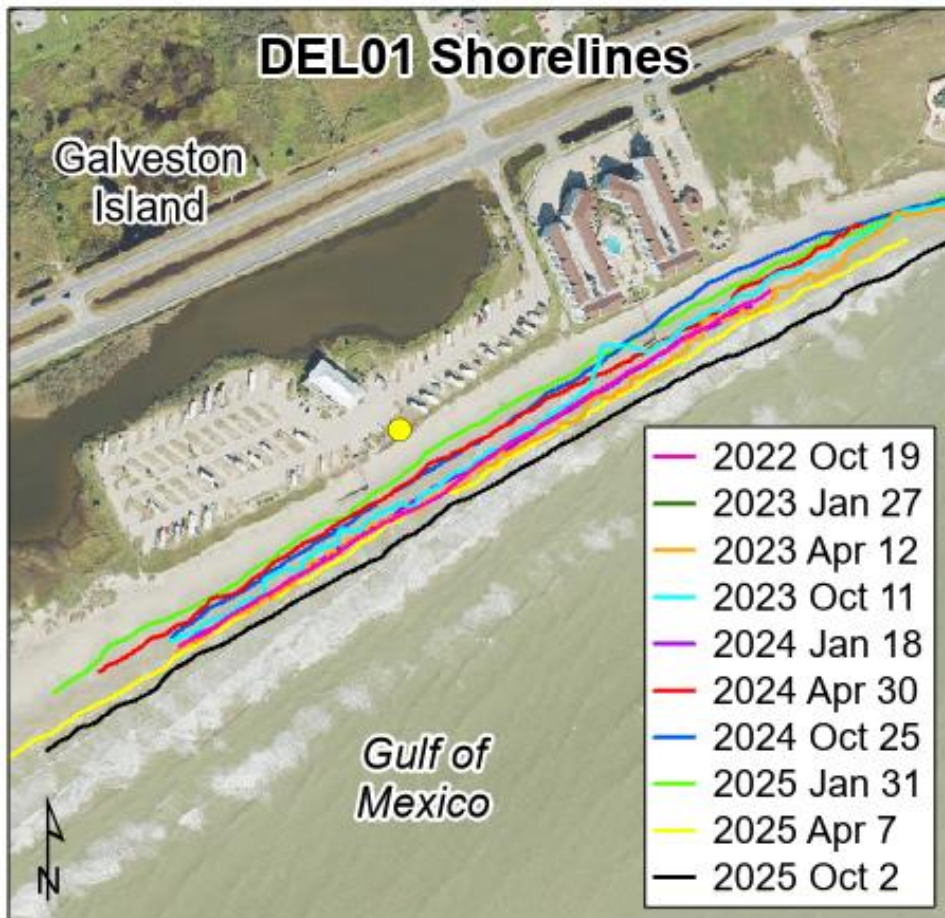 DEL01 Shorelines
Galveston
Island
2022 Oct 19
2023 Jan 27
2023 Apr 12
2023 Oct 11
2024 Jan 18
2024 Apr 30
2024 Oct 25
2025 Jan 31
2025 Apr 7
2025 Oct 2
Gulf of
Mexico
N